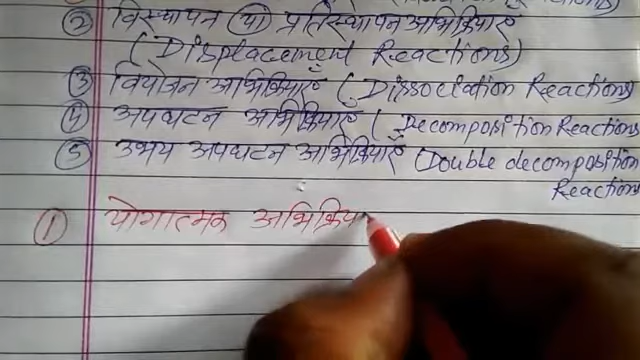 ② विस्थापन या प्रतिस्थापन अभिक्रियाएँ
(Displacement Reactions)
③ वियोजन अभिक्रियाएँ (Dissociation Reactions)
④ अपघटन अभिक्रियाएँ (Decomposition Reactions
⑤ उभय अपघटन अभिक्रियाएँ (Double decomposition
Reactions)
① योगात्मक अभिक्रिय